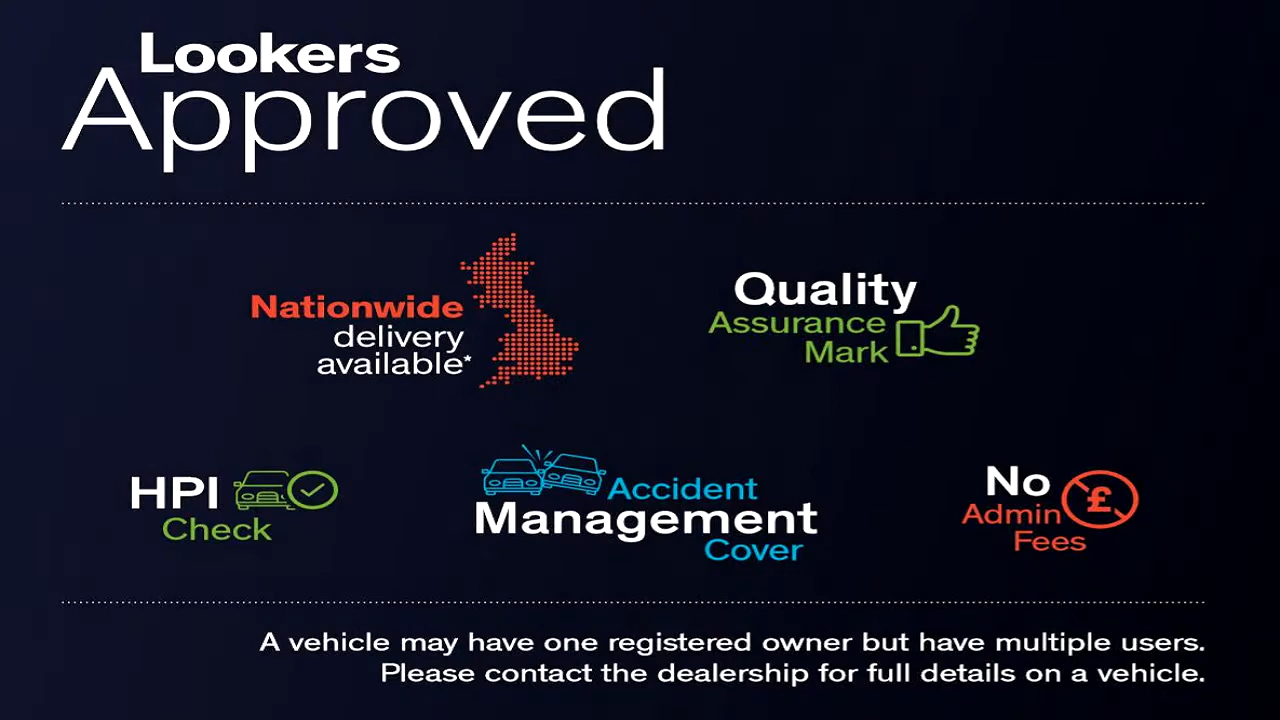 Lookers
Approved
Nationwide
delivery
available*
Quality
Assurance
Mark
HPI
Check
Accident
Management
Cover
No
£
Admin
Fees
A vehicle may have one registered owner but have multiple users.
Please contact the dealership for full details on a vehicle.